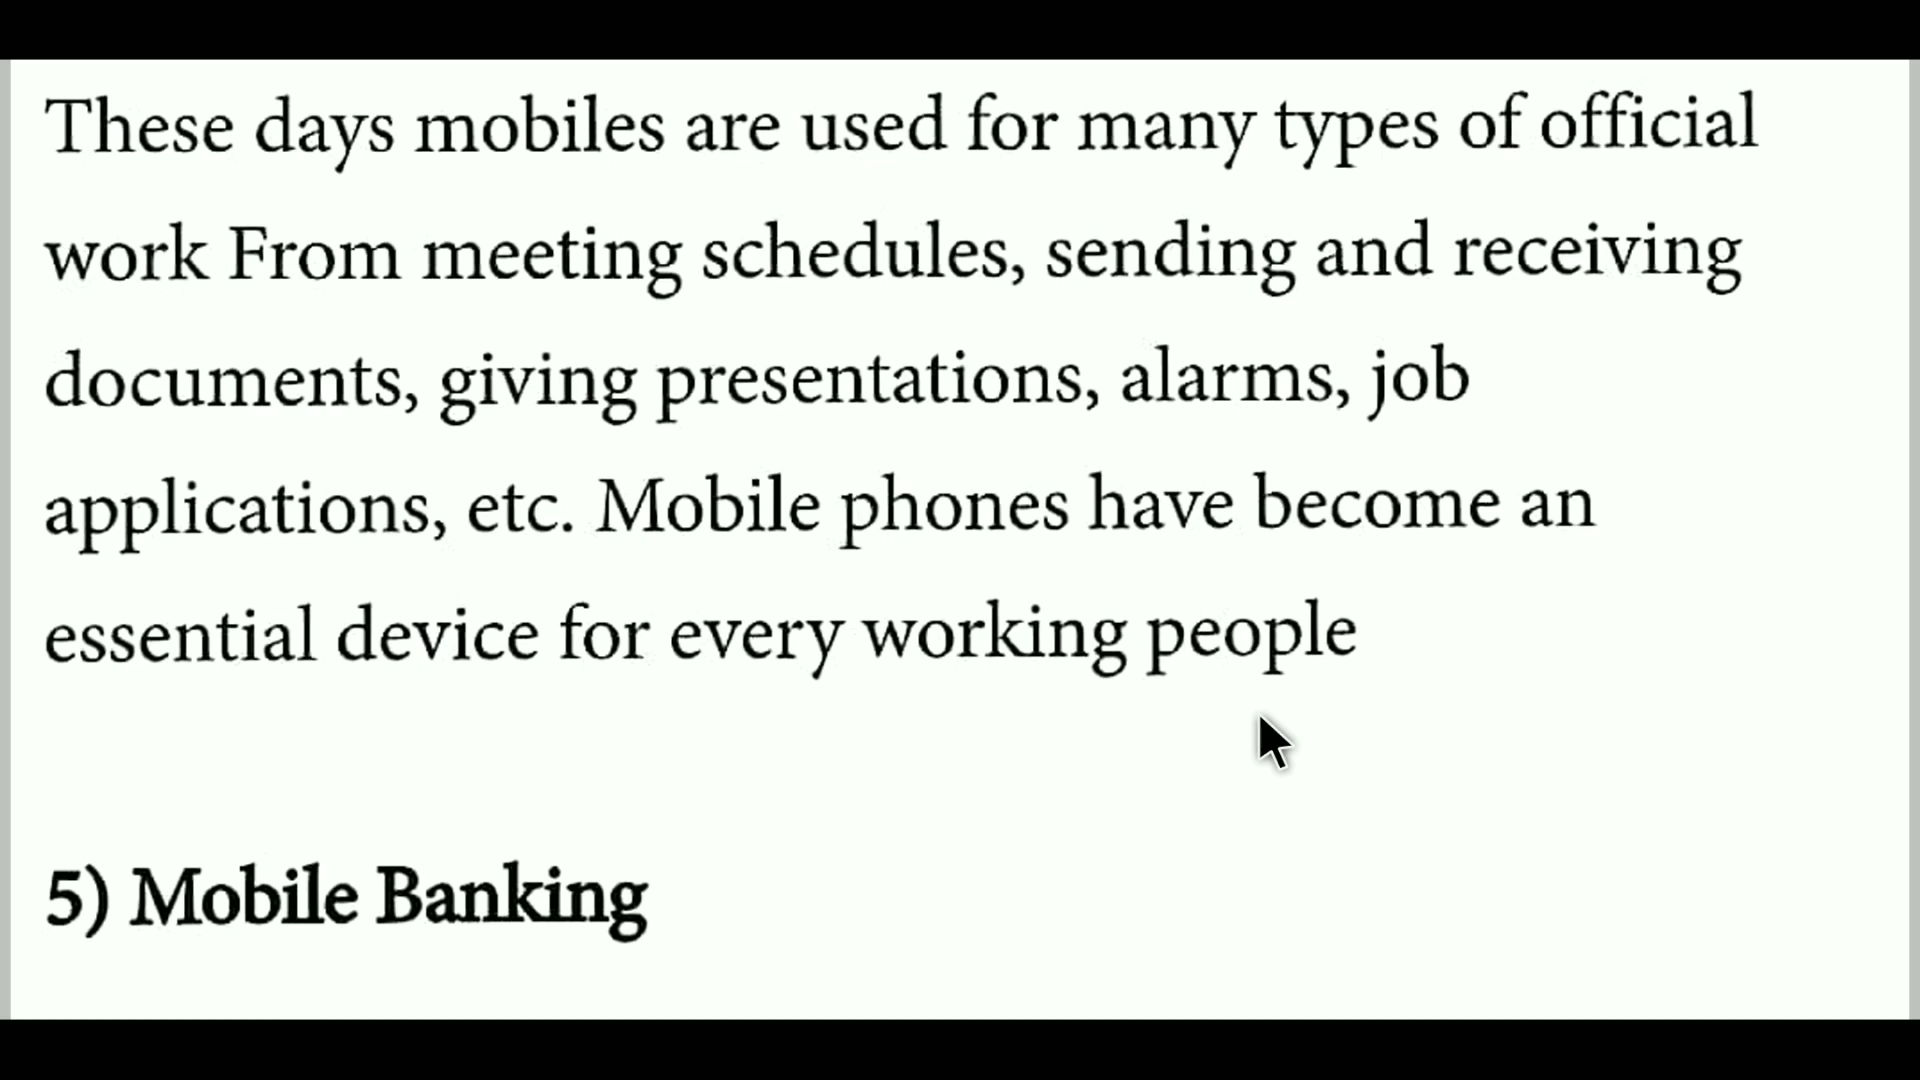 These days mobiles are used for many types of official
work From meeting schedules, sending and receiving
documents, giving presentations, alarms, job
applications, etc. Mobile phones have become an
essential device for every working people
5) Mobile Banking